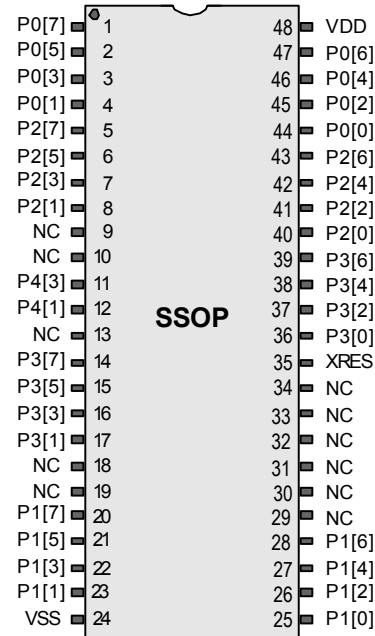 P0[7] 1 48 VDD
P0[5] 2 47 P0[6]
P0[3] 3 46 P0[4]
P0[1] 4 45 P0[2]
P2[7] 5 44 P0[0]
P2[5] 6 43 P2[6]
P2[3] 7 42 P2[4]
P2[1] 8 41 P2[2]
NC 9 40 P2[0]
NC 10 39 P3[6]
P4[3] 11 38 P3[4]
P4[1] 12 37 P3[2]
SSOP
NC 13 36 P3[0]
P3[7] 14 35 XRES
P3[5] 15 34 NC
P3[3] 16 33 NC
P3[1] 17 32 NC
NC 18 31 NC
NC 19 30 NC
P1[7] 20 29 NC
P1[5] 21 28 P1[6]
P1[3] 22 27 P1[4]
P1[1] 23 26 P1[2]
VSS 24 25 P1[0]